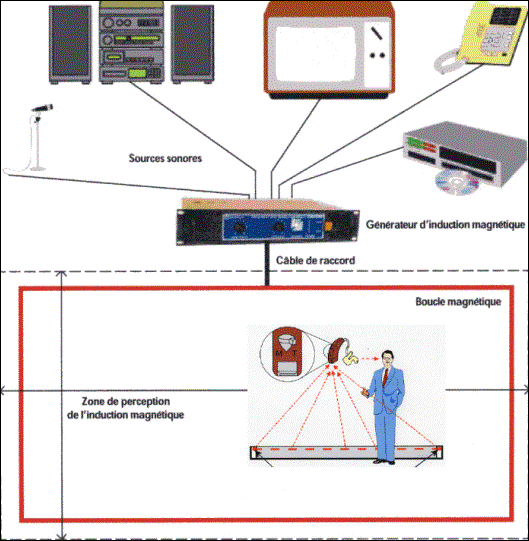 Sources sonores
Générateur d'induction magnétique
Câble de raccord
Boucle magnétique
M T
Zone de perception
de l'induction magnétique